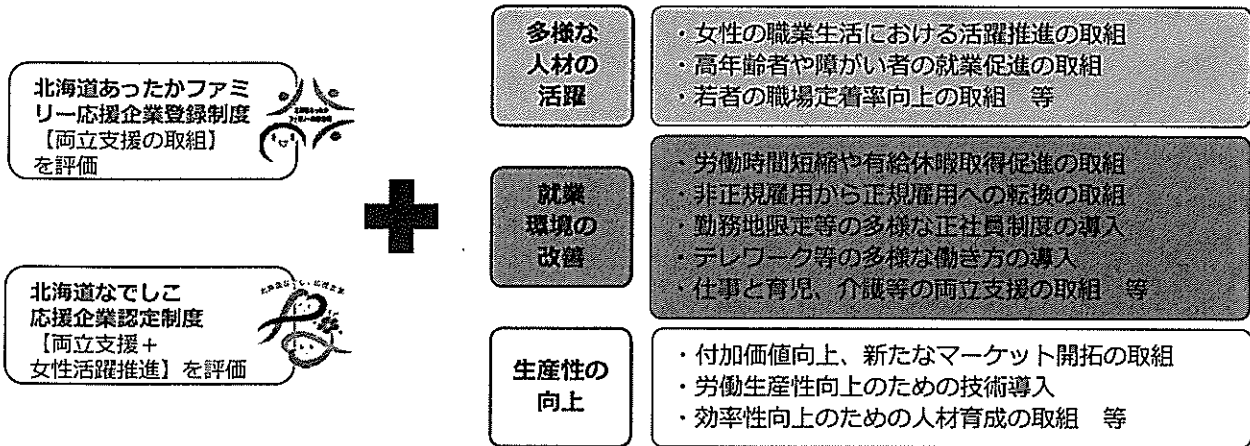 北海道あったかファミ
リー応援企業登録制度
【両立支援の取組】
を評価
北海道なでしこ
応援企業認定制度
【両立支援＋
女性活躍推進】を評価
多様な
人材の
活躍
・女性の職業生活における活躍推進の取組
・高年齢者や障がい者の就業促進の取組
・若者の職場定着率向上の取組　等
就業
環境の
改善
・労働時間短縮や有給休暇取得促進の取組
・非正規雇用から正規雇用への転換の取組
・勤務地限定等の多様な正社員制度の導入
・テレワーク等の多様な働き方の導入
・仕事と育児、介護等の両立支援の取組　等
生産性の
向上
・付加価値向上、新たなマーケット開拓の取組
・労働生産性向上のための技術導入
・効率性向上のための人材育成の取組　等